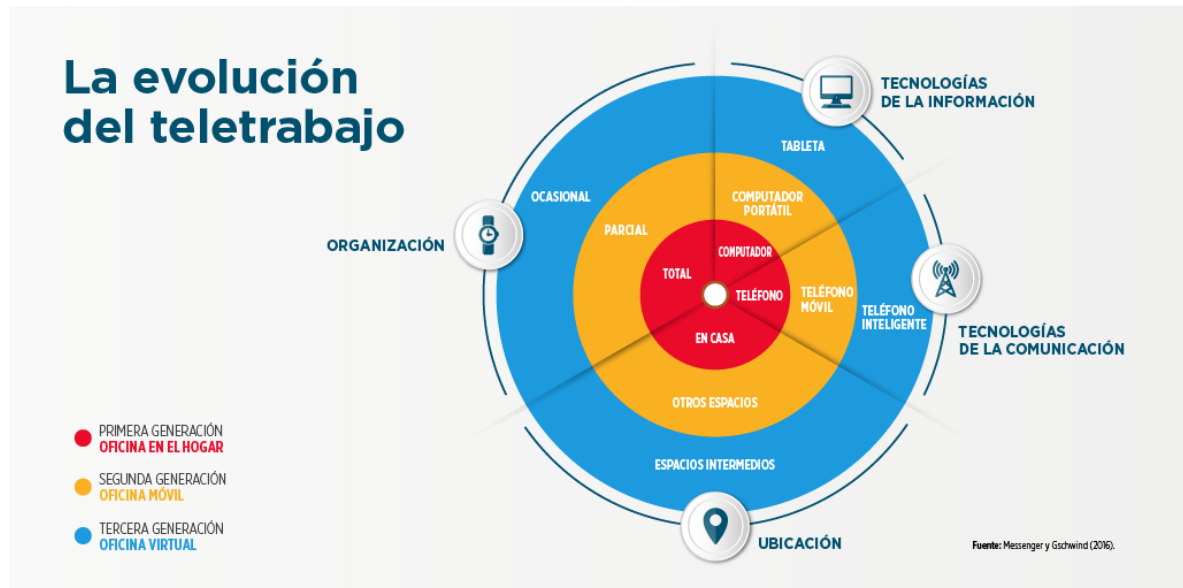 La evolución
del teletrabajo
TECNOLOGÍAS
DE LA INFORMACIÓN
TABLETA
OCASIONAL
COMPUTADOR
PORTÁTIL
PARCIAL
ORGANIZACIÓN
COMPUTADOR
TOTAL
TELÉFONO
TELÉFONO
MÓVIL
TELÉFONO
INTELIGENTE
TECNOLOGÍAS
DE LA COMUNICACIÓN
EN CASA
OTROS ESPACIOS
ESPACIOS INTERMEDIOS
UBICACIÓN
PRIMERA GENERACIÓN
OFICINA EN EL HOGAR
SEGUNDA GENERACIÓN
OFICINA MÓVIL
TERCERA GENERACIÓN
OFICINA VIRTUAL
Fuente: Messenger y Gschwind (2016).